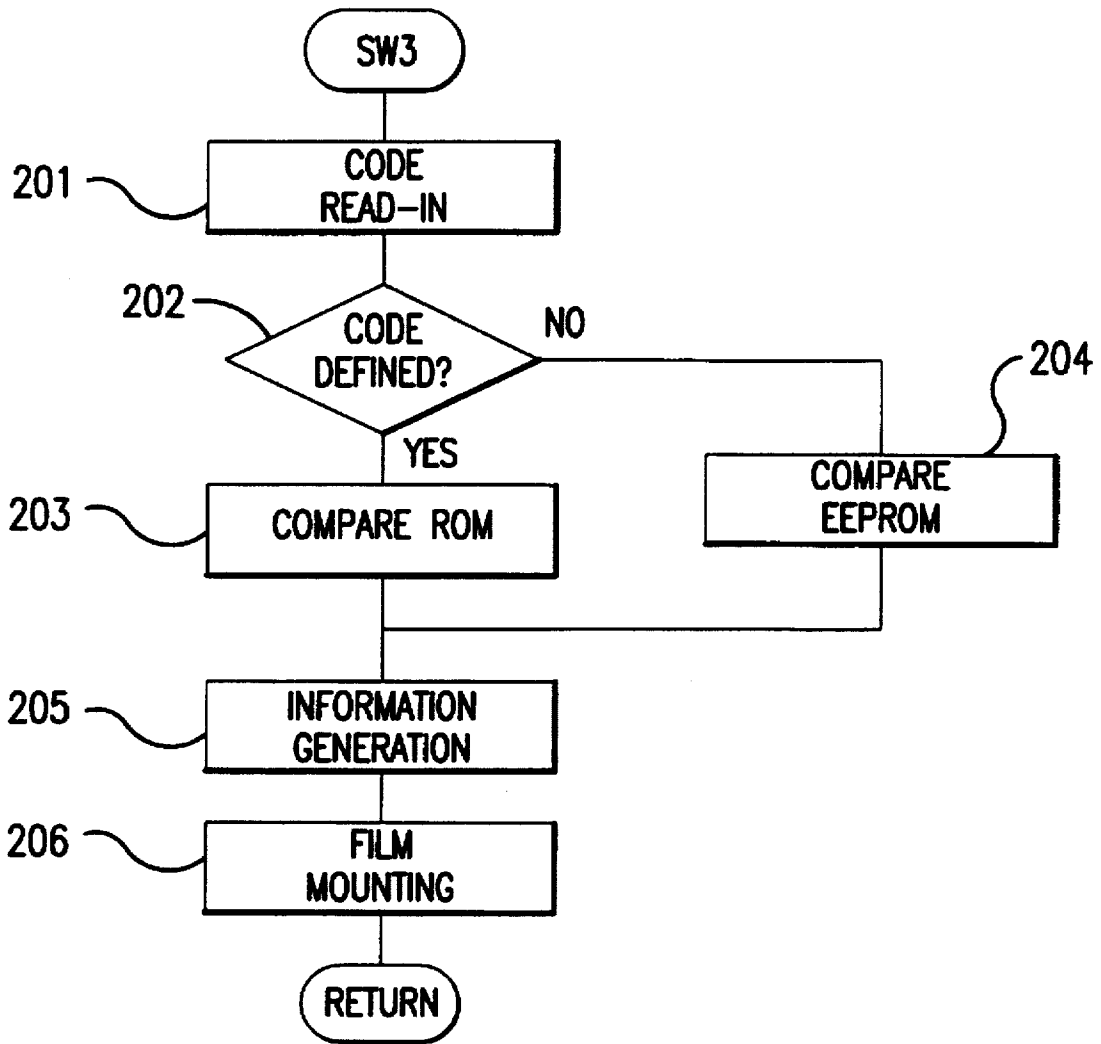 SW3
201
CODE
READ-IN
202
CODE
DEFINED?
NO
YES
204
COMPARE
EEPROM
203
COMPARE ROM
205
INFORMATION
GENERATION
206
FILM
MOUNTING
RETURN